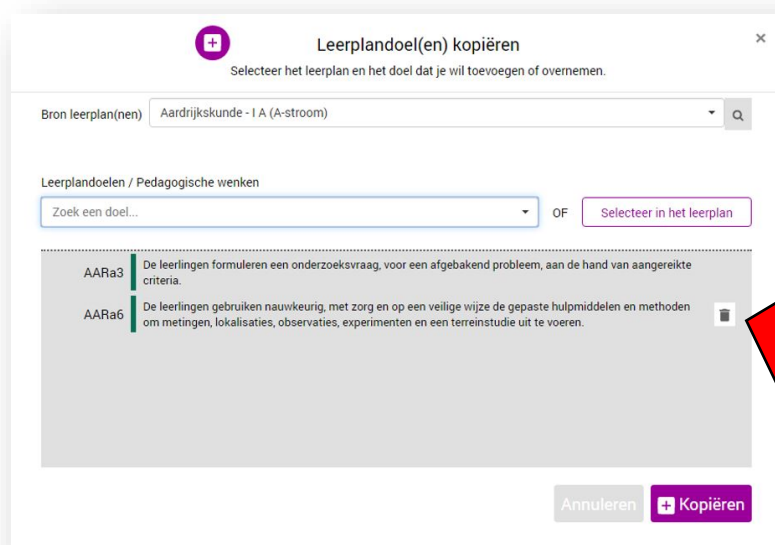 Leerplandoel(en) kopiëren
Selecteer het leerplan en het doel dat je wil toevoegen of overnemen.
Bron leerplan(nen) Aardrijkskunde - I A (A-stroom)
Leerplandoelen / Pedagogische wenken
Zoek een doel... OF Selecteer in het leerplan
AARa3 De leerlingen formuleren een onderzoeksvraag, voor een afgebakend probleem, aan de hand van aangereikte
criteria.
AARa6 De leerlingen gebruiken nauwkeurig, met zorg en op een veilige wijze de gepaste hulpmiddelen en methoden
om metingen, lokalisaties, observaties, experimenten en een terreinstudie uit te voeren.
Annuleren Kopiëren